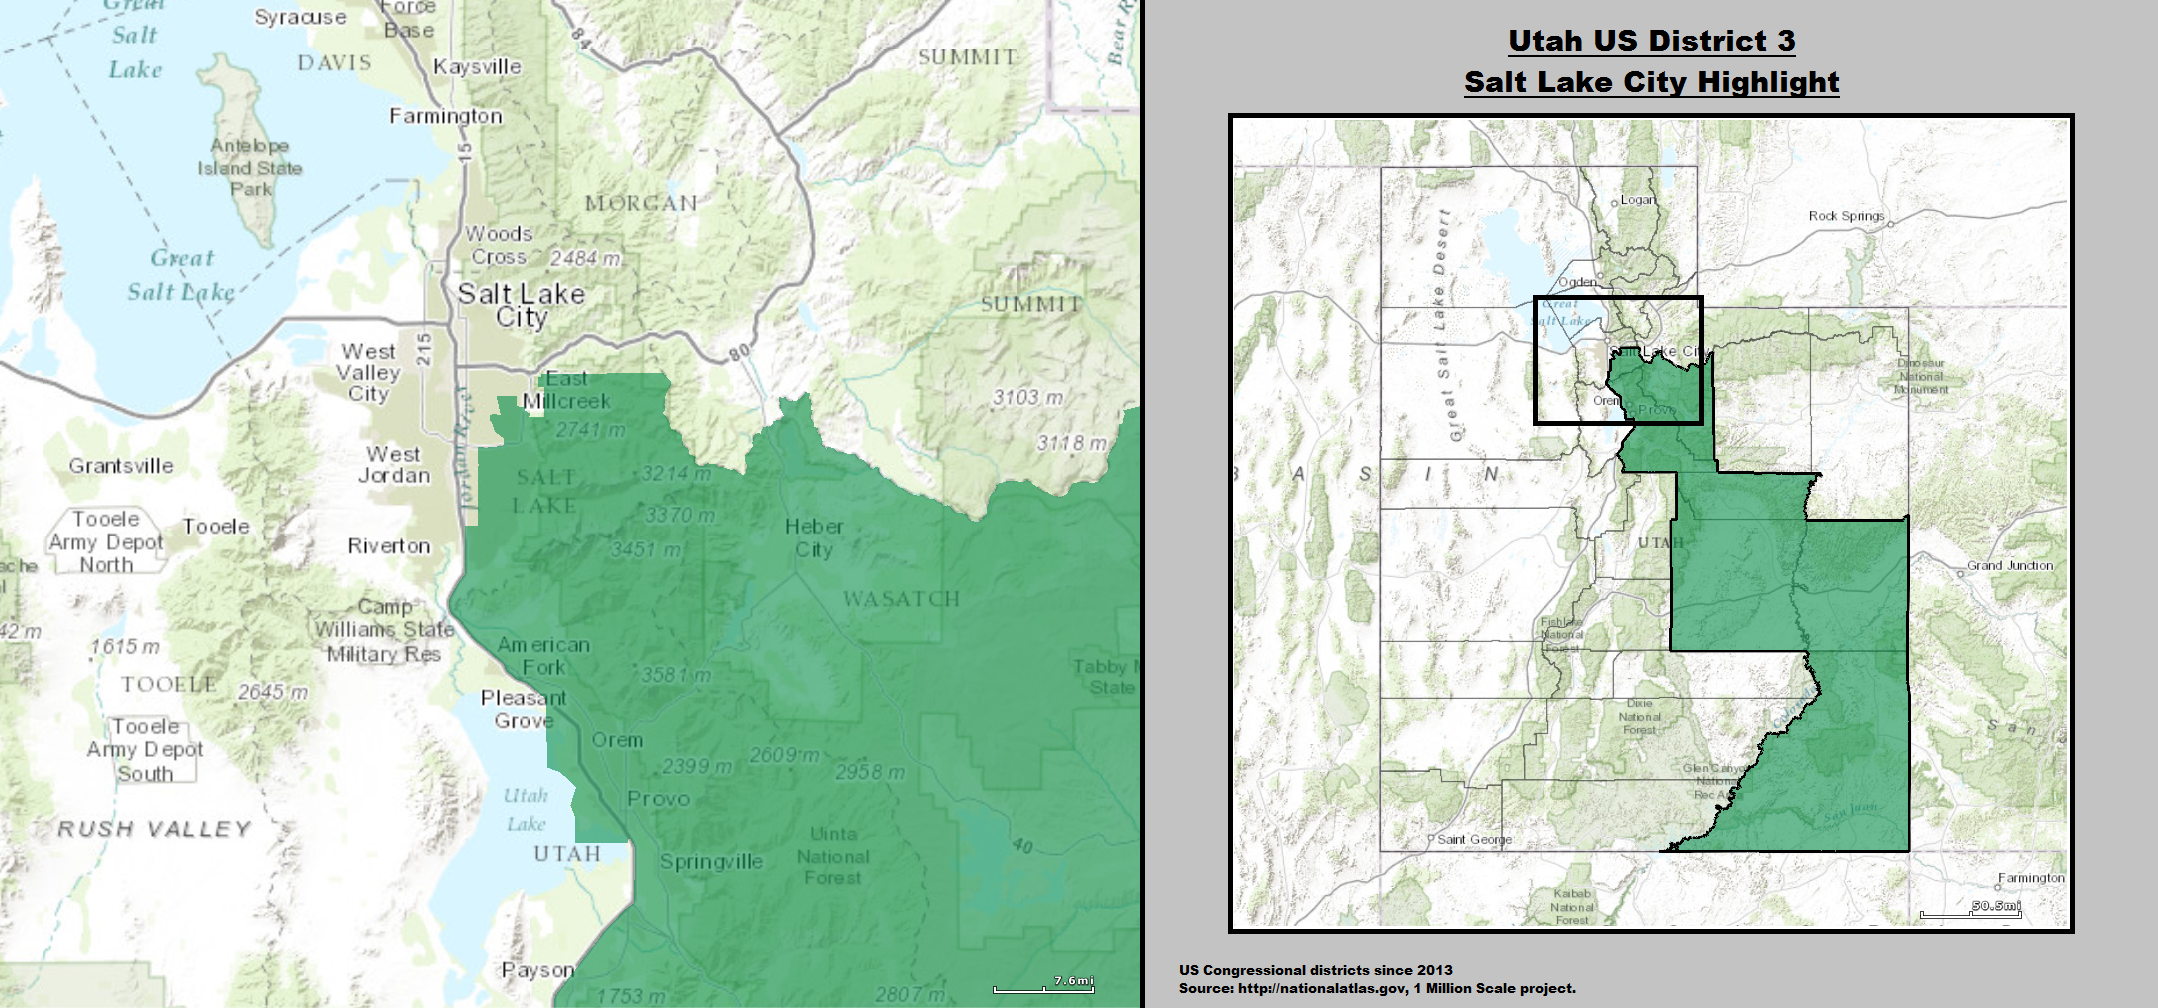 Great
Salt
Lake
Syracuse
Force
Base
84
SUMMIT
Bear R
DAVIS
Kaysville
Farmington
15
Antelope
Island State
Park
MORGAN
Woods
Cross
2484 m
Great
Salt Lake
Salt Lake
City
SUMMIT
215
80
West
Valley
City
East
Millcreek
3103 m
2741 m
3118 m
Jordan River
West
Jordan
Grantsville
SALT
LAKE
3214 m
3370 m
Tooele
Army Depot
North
Tooele
Riverton
3451 m
Heber
City
ache
42 m
Camp
Williams State
Military Res
WASATCH
1615 m
American
Fork
3581 m
Tabby
State
TOOELE
2645 m
Pleasant
Grove
Tooele
Army Depot
South
Orem
2399 m
2609 m
2958 m
Utah
Lake
Provo
RUSH VALLEY
UTAH
Springville
Uinta
National
Forest
40
Payson
1753 m
2807 m
7.6mi
Utah US District 3
Salt Lake City Highlight
Logan
Rock Springs
Great Salt Lake Desert
Ogden
Great
Salt Lake
Salt Lake City
Dinosaur
National
Monument
Orem
Provo
B A S I N
UTAH
Grand Junction
Fishlake
National
Forest
Dixie
National
Forest
Colorado
San
Glen Canyon
National
Rec Area
San Juan
Saint George
Farmington
Kaibab
National
Forest
50.5mi
US Congressional districts since 2013
Source: http://nationalatlas.gov, 1 Million Scale project.